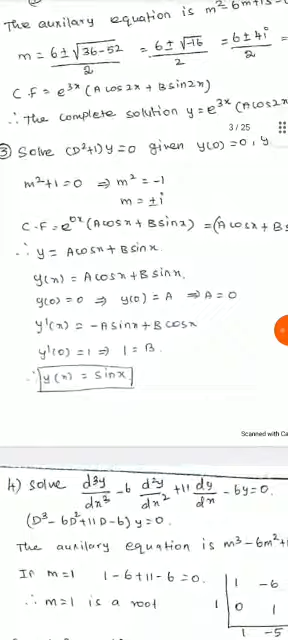 The auxilary equation is m² - 6m + 13 -
m = 6 ± √36-52 / 2 = 6 ± √-16 / 2 = 6 ± 4i / 2
C.F = e^3x (A cos 2x + B sin 2x)
∴ The complete solution y = e^3x (A cos 2x
3 / 25
③ Solve (D²+1)y = 0 given y(0) = 0, y
m²+1 = 0 ⇒ m² = -1
m = ± i
C.F = e^0x (A cos x + B sin x) = (A cos x + B s
∴ y = A cos x + B sin x.
y(x) = A cos x + B sin x.
y(0) = 0 ⇒ y(0) = A ⇒ A = 0
y'(x) = -A sin x + B cos x
y'(0) = 1 ⇒ 1 = B.
∴ y(x) = sin x
Scanned with Ca
4) solve d³y/dx³ - 6 d²y/dx² + 11 dy/dx - 6y = 0.
(D³ - 6D² + 11D - 6) y = 0.
The auxilary equation is m³ - 6m² +
If m = 1 1 - 6 + 11 - 6 = 0.
∴ m = 1 is a root
1 -6
1 0 1
1 -5